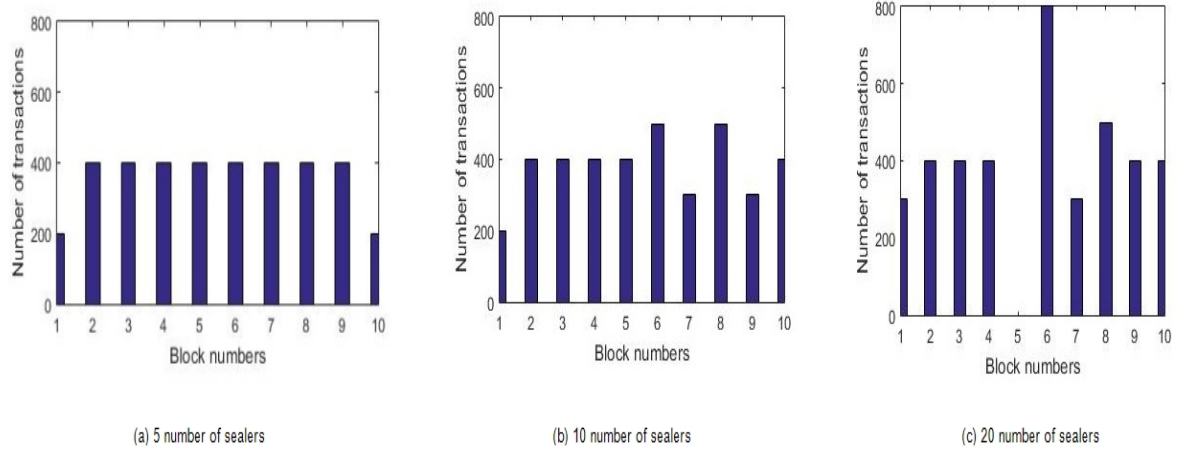 800
600
400
200
0
Number of transactions
1 2 3 4 5 6 7 8 9 10
Block numbers
(a) 5 number of sealers
800
600
400
200
0
Number of transactions
1 2 3 4 5 6 7 8 9 10
Block numbers
(b) 10 number of sealers
800
600
400
200
0
Number of transactions
1 2 3 4 5 6 7 8 9 10
Block numbers
(c) 20 number of sealers